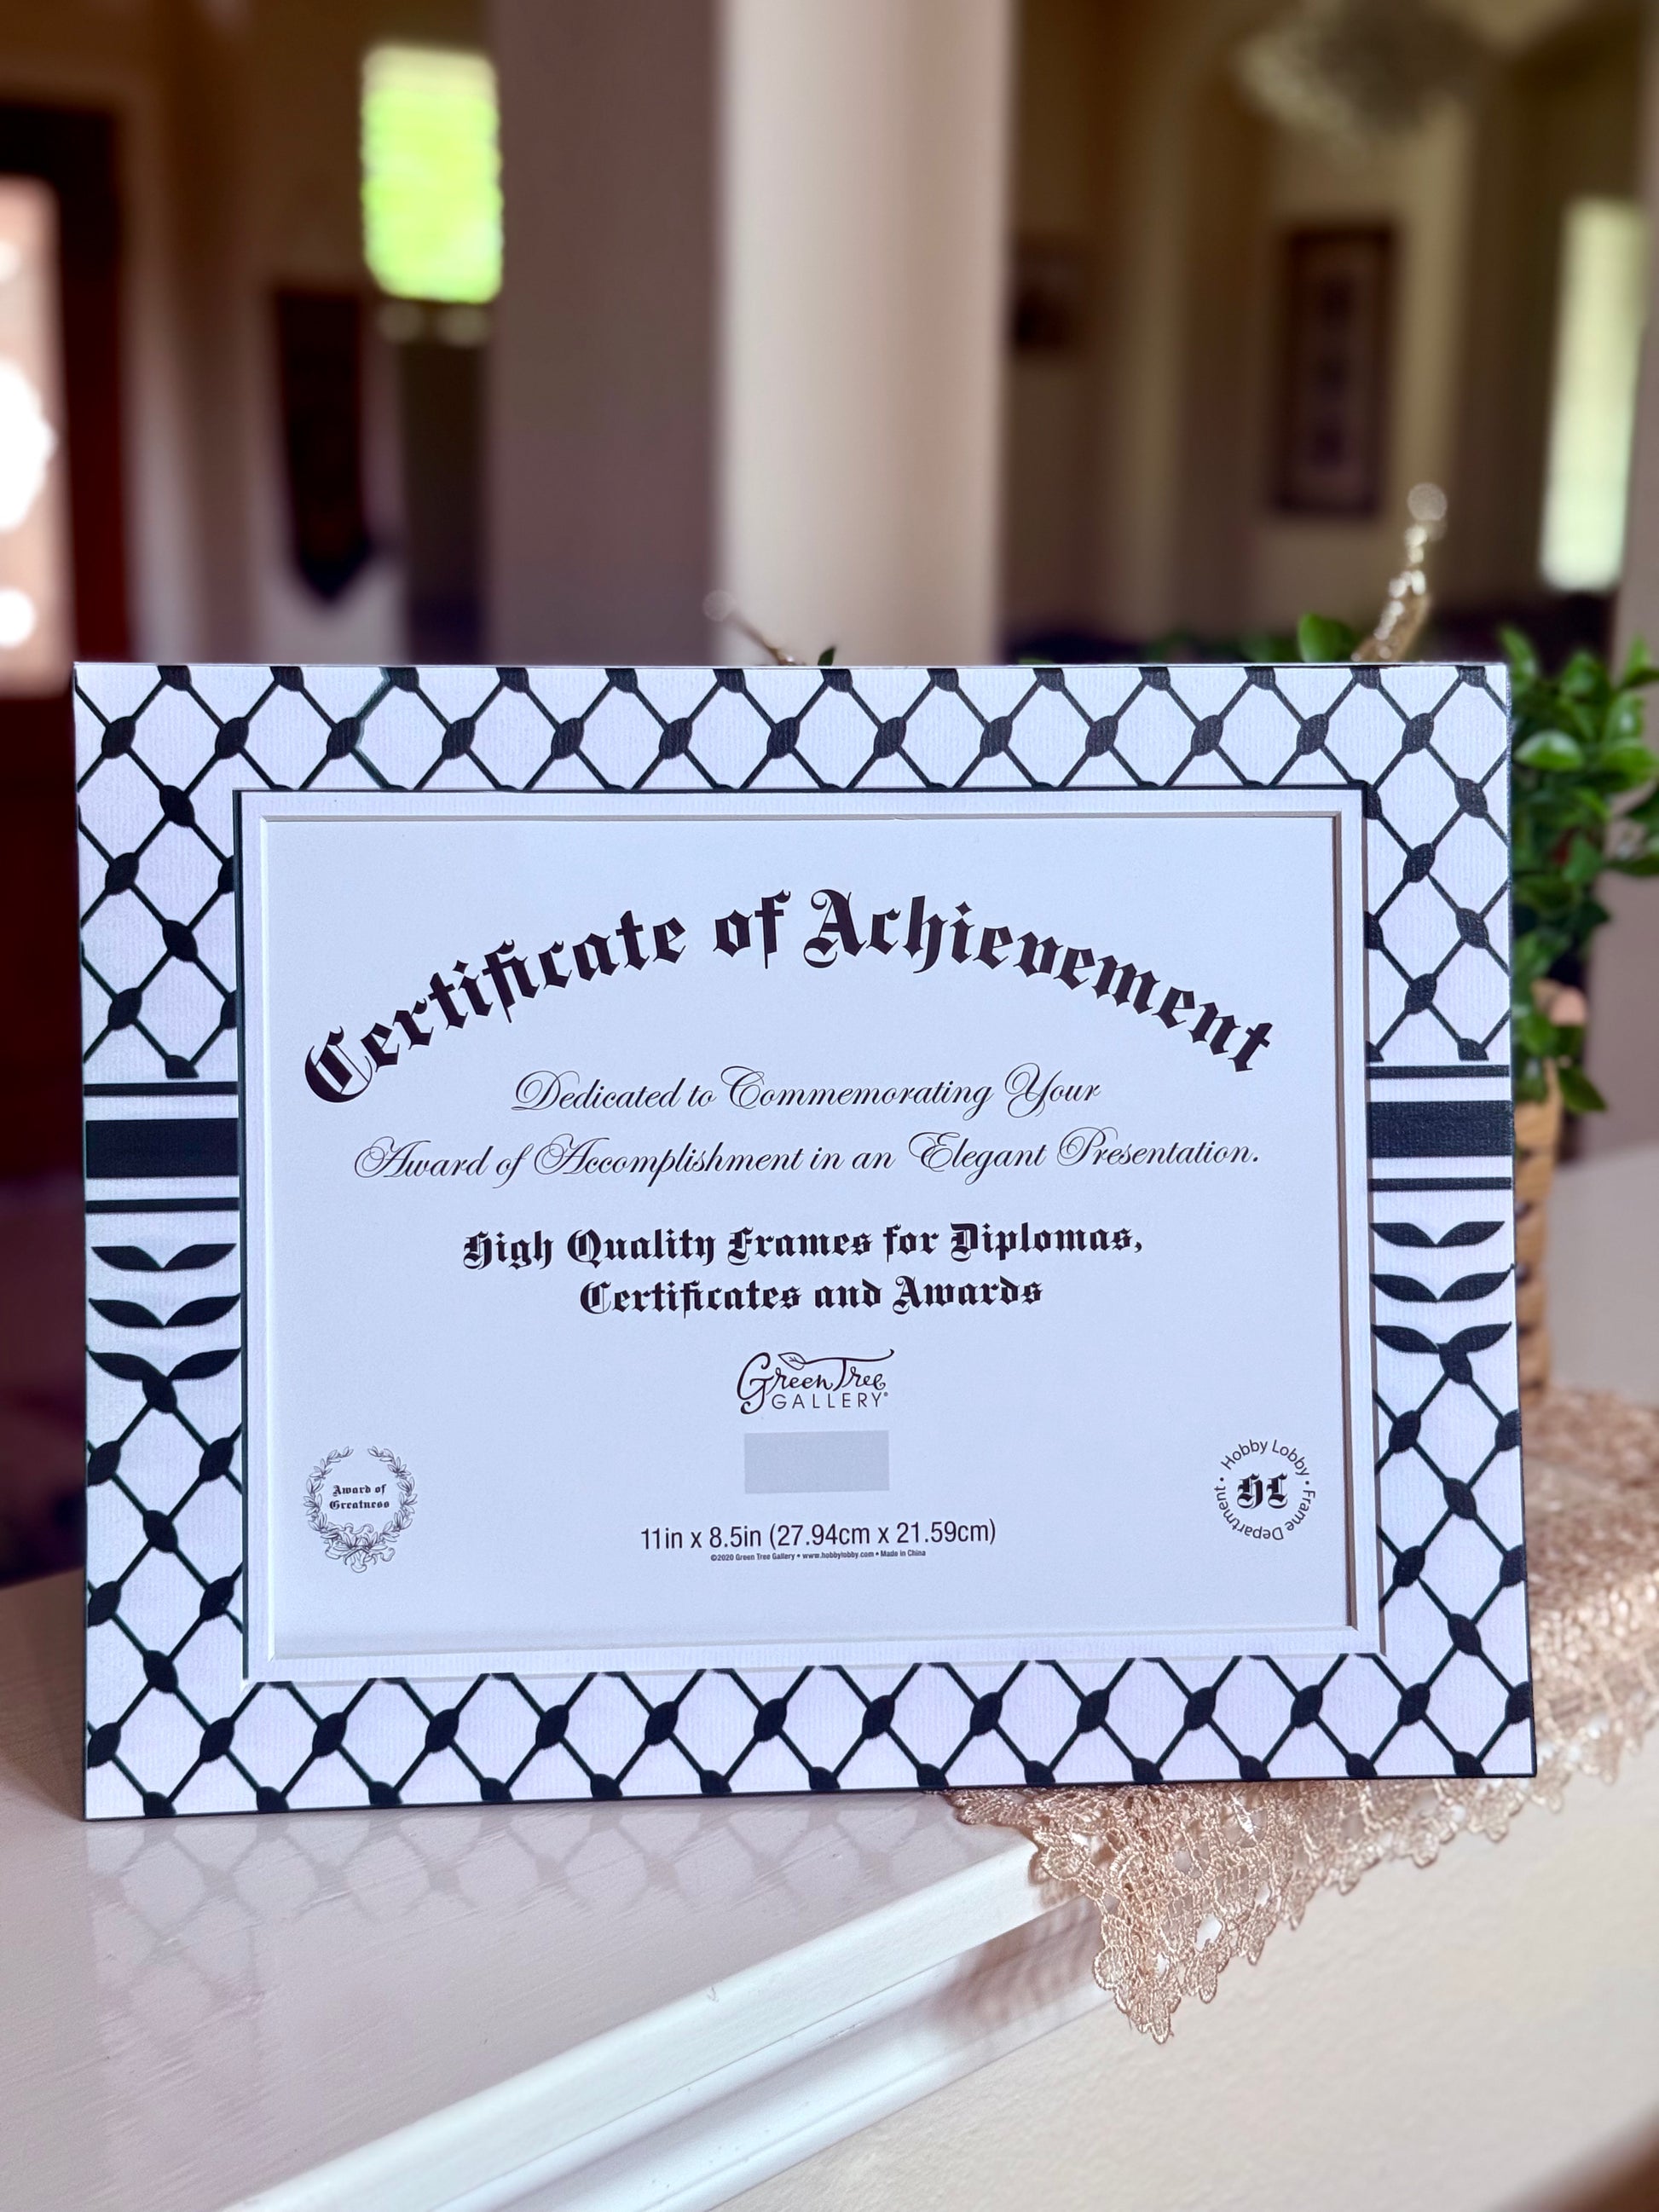 Certificate of Achievement
Dedicated to Commemorating Your
Award of Accomplishment in an Elegant Presentation.
High Quality Frames for Diplomas,
Certificates and Awards
Green Tree
GALLERY®
Award of
Greatness
Hobby Lobby • Frame Department •
HL
11in x 8.5in (27.94cm x 21.59cm)
©2020 Green Tree Gallery • www.hobbylobby.com • Made in China